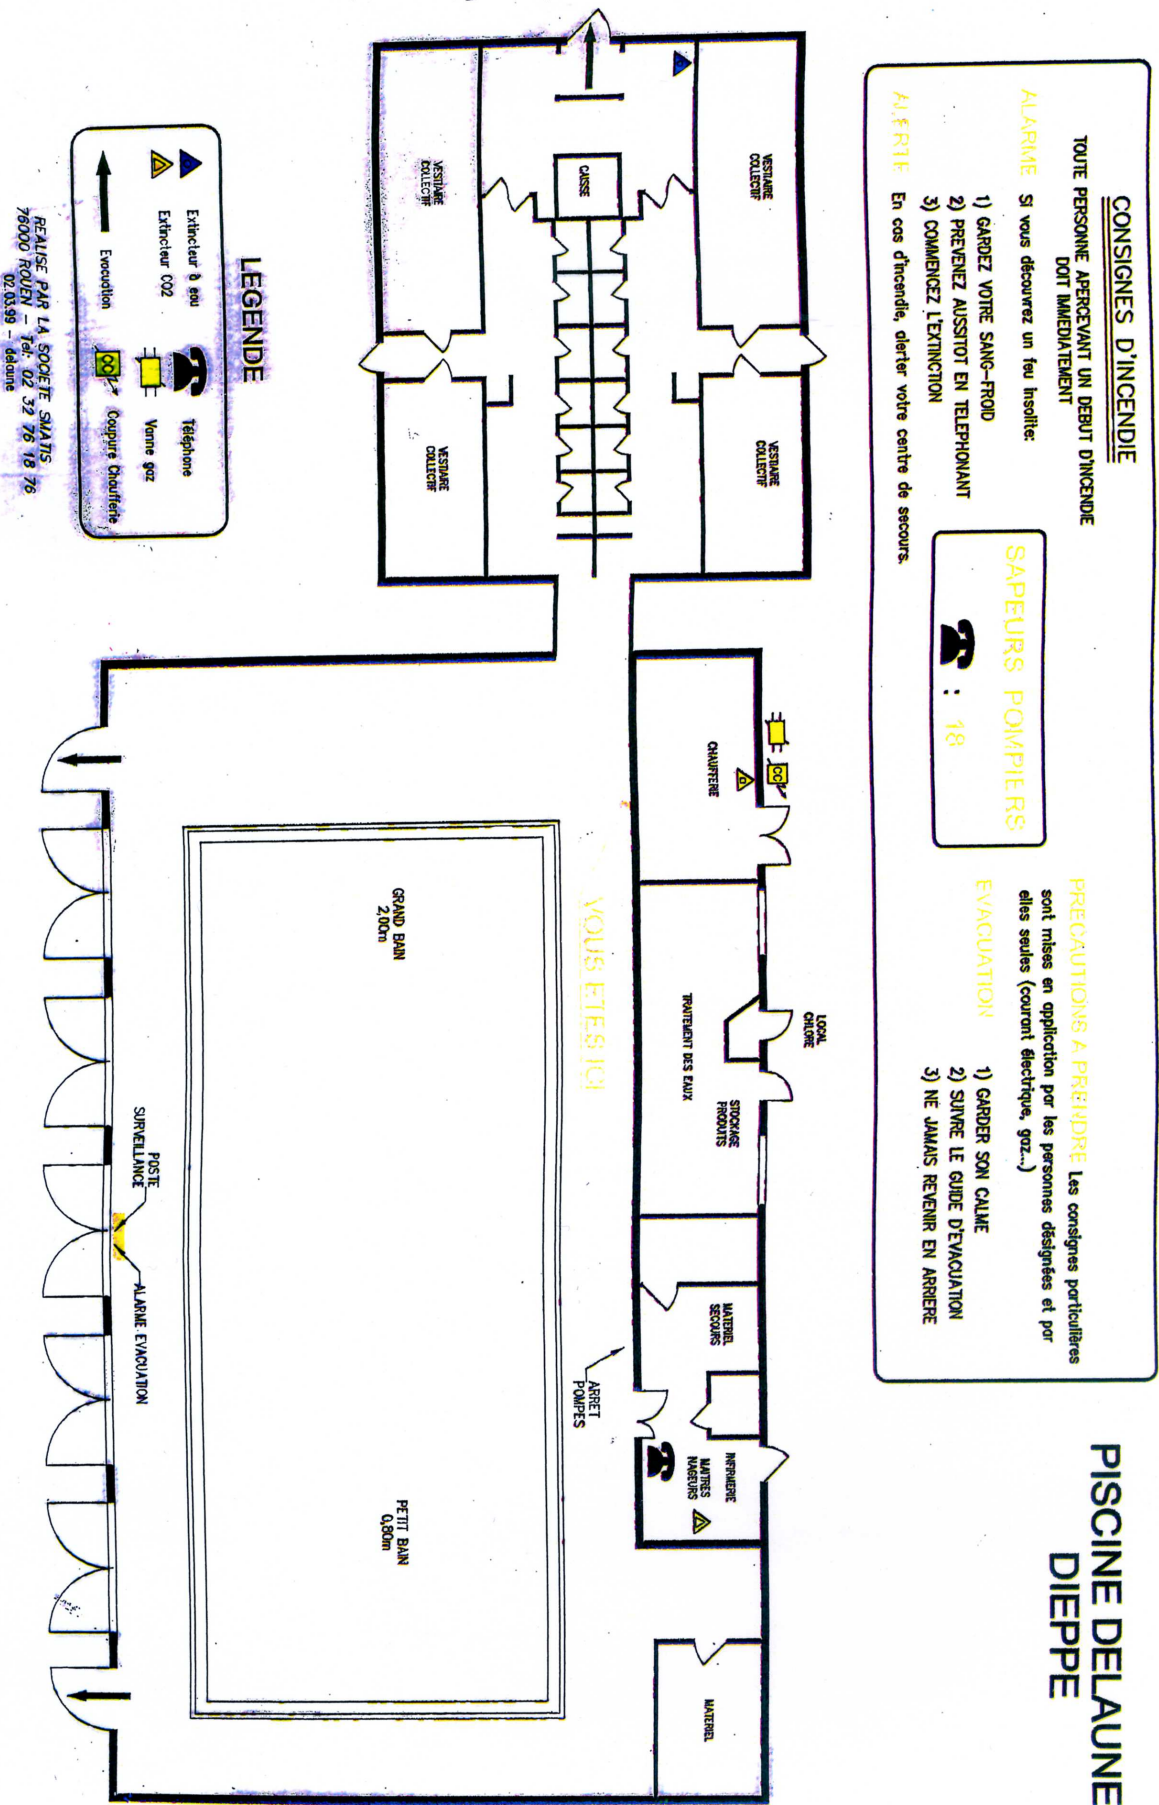 PISCINE DELAUNE
DIEPPE
CONSIGNES D'INCENDIE
TOUTE PERSONNE APERCEVANT UN DEBUT D'INCENDIE
DOIT IMMEDIATEMENT
ALARME Si vous découvrez un feu insolite:
1) GARDEZ VOTRE SANG-FROID
2) PREVENEZ AUSSITOT EN TELEPHONANT
3) COMMENCEZ L'EXTINCTION
ALERTE En cas d'incendie, alerter votre centre de secours.
SAPEURS POMPIERS
: 18
PRECAUTIONS A PRENDRE Les consignes particulières
sont mises en application par les personnes désignées et par
elles seules (courant électrique, gaz...)
EVACUATION
1) GARDER SON CALME
2) SUIVRE LE GUIDE D'EVACUATION
3) NE JAMAIS REVENIR EN ARRIERE
VESTIAIRE
COLLECTIF
VESTIAIRE
COLLECTIF
CAISSE
VESTIAIRE
COLLECTIF
VESTIAIRE
COLLECTIF
LOCAL
CHLORE
CC
CHAUFFERIE
TRAITEMENT DES EAUX
STOCKAGE
PRODUITS
MATERIEL
SECOURS
INFIRMERIE
MAITRES
NAGEURS
MATERIEL
VOUS ETES ICI
ARRET
POMPES
GRAND BAIN
2,00m
PETIT BAIN
0,80m
POSTE
SURVEILLANCE
ALARME EVACUATION
LEGENDE
Extincteur à eau
Extincteur CO2
Evacuation
Téléphone
Vanne gaz
CC
Coupure Chaufferie
REALISE PAR LA SOCIETE SMATIS
76000 ROUEN - Tél: 02 32 76 18 76
02.03.99 - delaune